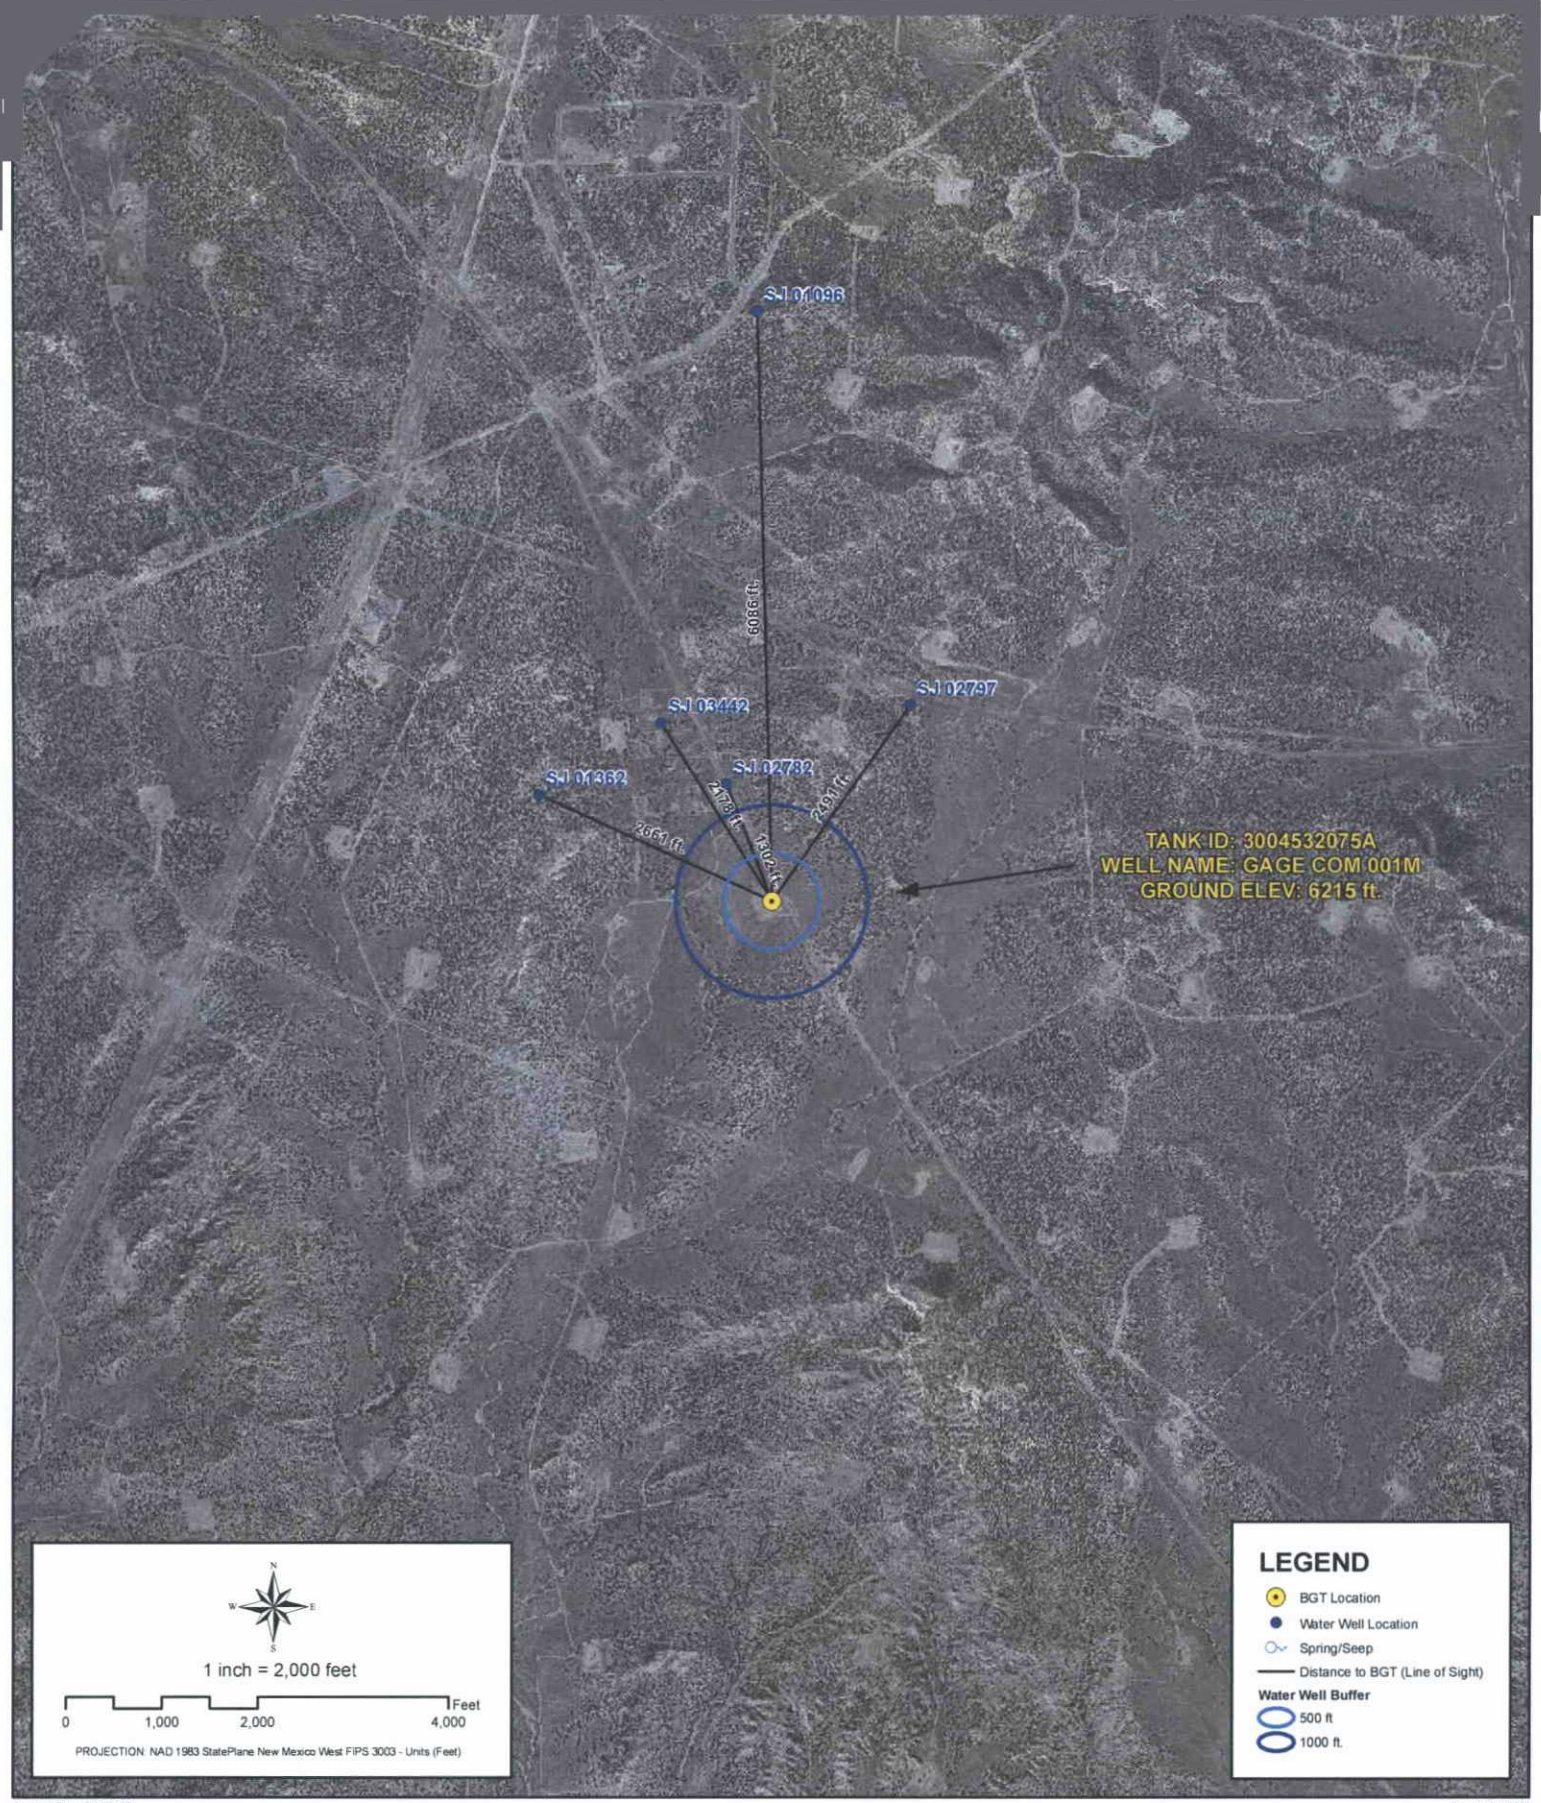 SJ 01096
6086 ft.
SJ 02797
SJ 03442
SJ 02782
SJ 01362
2178 ft.
2491 ft.
2661 ft.
1302 ft.
TANK ID: 3004532075A
WELL NAME: GAGE COM 001M
GROUND ELEV: 6215 ft.
N
W E
S
1 inch = 2,000 feet
Feet
0 1,000 2,000 4,000
PROJECTION: NAD 1983 StatePlane New Mexico West FIPS 3003 - Units (Feet)
LEGEND
BGT Location
Water Well Location
Spring/Seep
Distance to BGT (Line of Sight)
Water Well Buffer
500 ft
1000 ft.